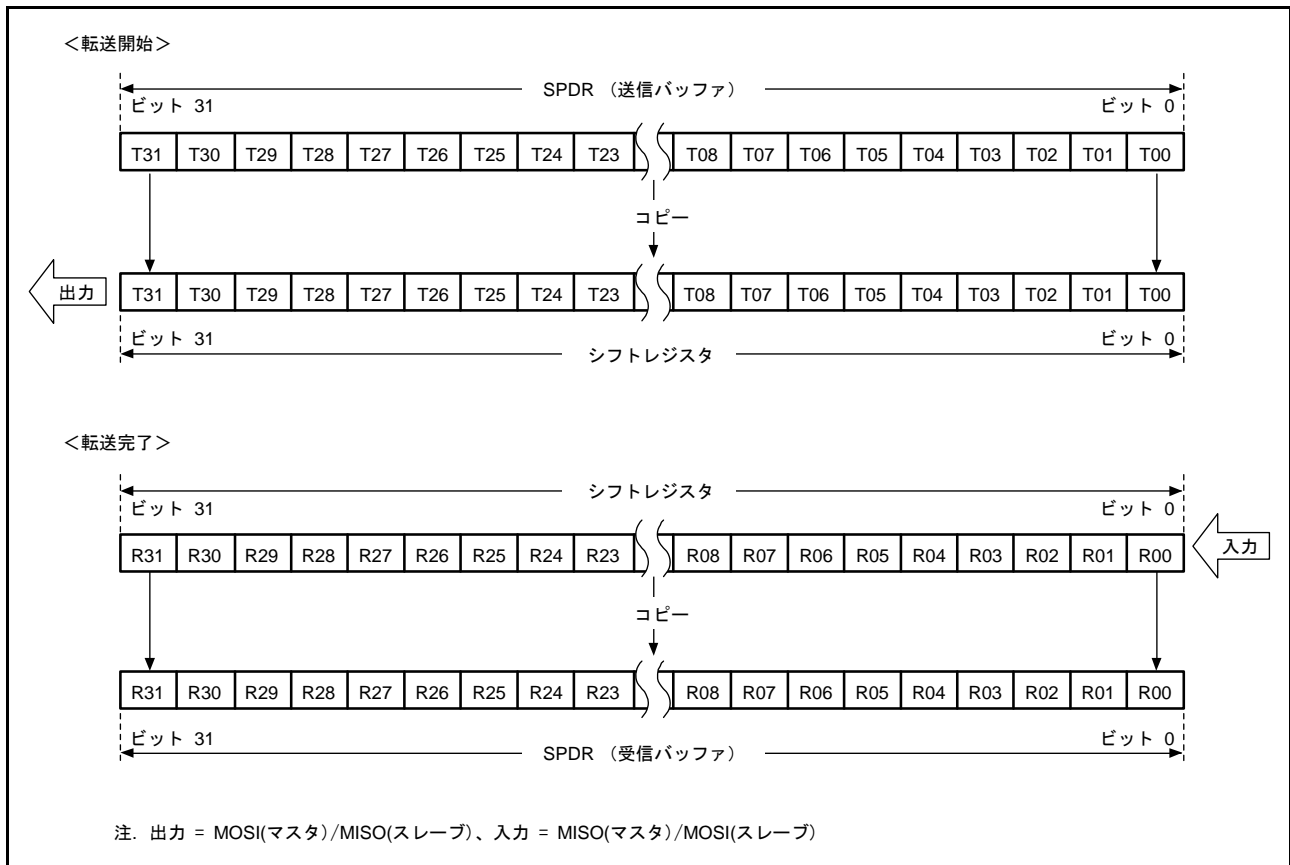 ＜転送開始＞
SPDR （送信バッファ）
ビット 31 ビット 0
T31 T30 T29 T28 T27 T26 T25 T24 T23 T08 T07 T06 T05 T04 T03 T02 T01 T00
コピー
出力 T31 T30 T29 T28 T27 T26 T25 T24 T23 T08 T07 T06 T05 T04 T03 T02 T01 T00
ビット 31 ビット 0
シフトレジスタ
＜転送完了＞
シフトレジスタ
ビット 31 ビット 0
R31 R30 R29 R28 R27 R26 R25 R24 R23 R08 R07 R06 R05 R04 R03 R02 R01 R00 入力
コピー
R31 R30 R29 R28 R27 R26 R25 R24 R23 R08 R07 R06 R05 R04 R03 R02 R01 R00
ビット 31 ビット 0
SPDR （受信バッファ）
注. 出力 = MOSI(マスタ)/MISO(スレーブ)、入力 = MISO(マスタ)/MOSI(スレーブ)